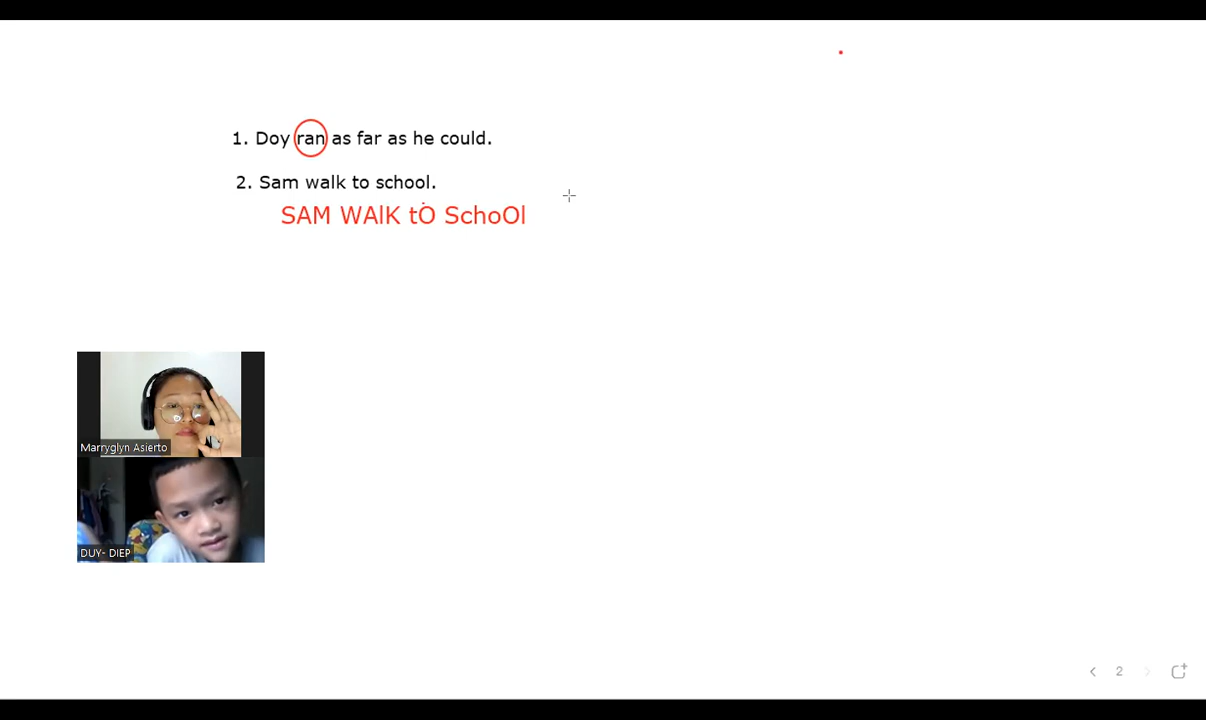 1. Doy ran as far as he could.
2. Sam walk to school.
SAM WAlK tO SchoOl
Marryglyn Asierto
DUY- DIEP
2